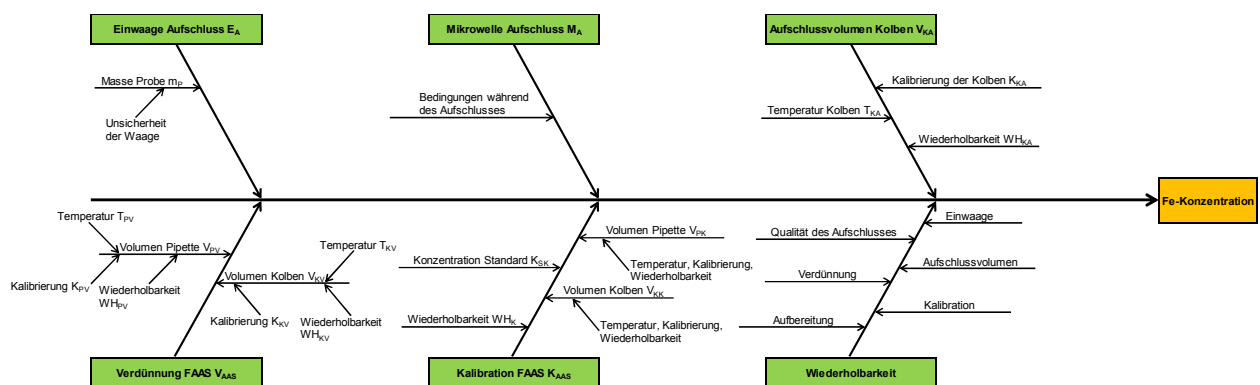 Einwaage Aufschluss EA
Mikrowelle Aufschluss MA
Aufschlussvolumen Kolben VKA
Masse Probe mP
Unsicherheit
der Waage
Bedingungen während
des Aufschlusses
Kalibrierung der Kolben KKA
Temperatur Kolben TKA
Wiederholbarkeit WHKA
Fe-Konzentration
Temperatur TPV
Volumen Pipette VPV
Kalibrierung KPV
Wiederholbarkeit
WHPV
Temperatur TKV
Volumen Kolben VKV
Kalibrierung KKV
Wiederholbarkeit
WHKV
Volumen Pipette VPK
Temperatur, Kalibrierung,
Wiederholbarkeit
Konzentration Standard KSK
Volumen Kolben VKK
Temperatur, Kalibrierung,
Wiederholbarkeit
Wiederholbarkeit WHK
Einwaage
Qualität des Aufschlusses
Aufschlussvolumen
Verdünnung
Kalibration
Aufbereitung
Verdünnung FAAS VAAS
Kalibration FAAS KAAS
Wiederholbarkeit